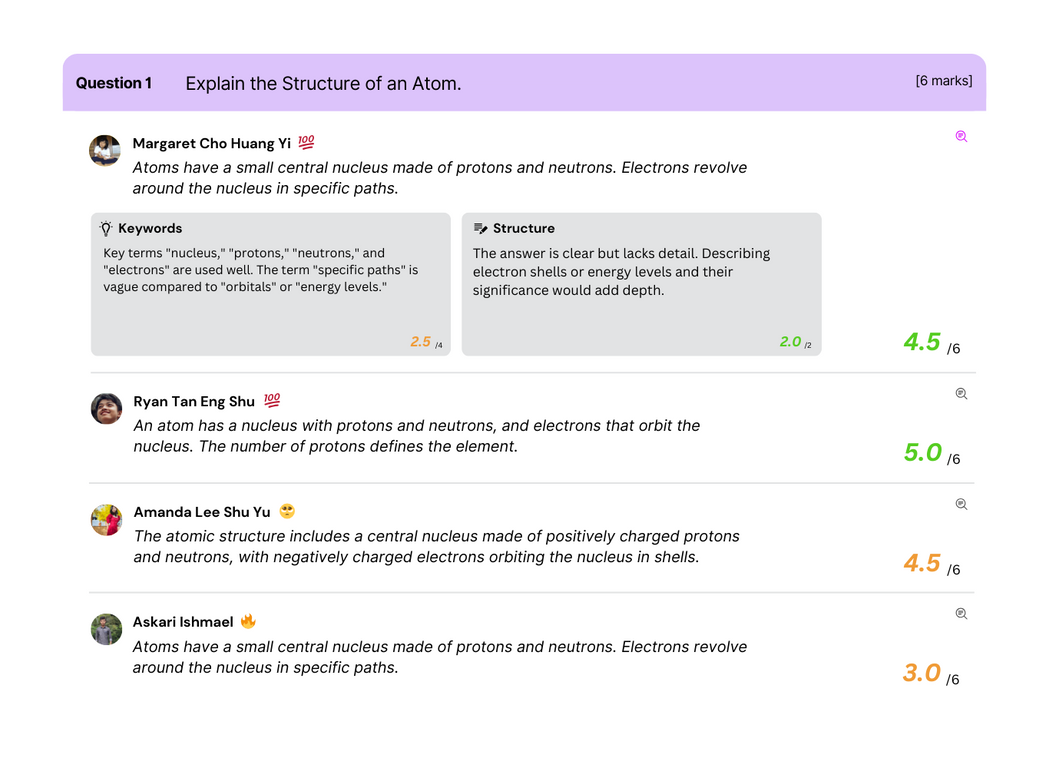 Question 1 Explain the Structure of an Atom. [6 marks]
Margaret Cho Huang Yi 💯
Atoms have a small central nucleus made of protons and neutrons. Electrons revolve
around the nucleus in specific paths.
Keywords
Key terms "nucleus," "protons," "neutrons," and
"electrons" are used well. The term "specific paths" is
vague compared to "orbitals" or "energy levels."
2.5 /4
Structure
The answer is clear but lacks detail. Describing
electron shells or energy levels and their
significance would add depth.
2.0 /2
4.5 /6
Ryan Tan Eng Shu 💯
An atom has a nucleus with protons and neutrons, and electrons that orbit the
nucleus. The number of protons defines the element.
5.0 /6
Amanda Lee Shu Yu
The atomic structure includes a central nucleus made of positively charged protons
and neutrons, with negatively charged electrons orbiting the nucleus in shells.
4.5 /6
Askari Ishmael 🔥
Atoms have a small central nucleus made of protons and neutrons. Electrons revolve
around the nucleus in specific paths.
3.0 /6